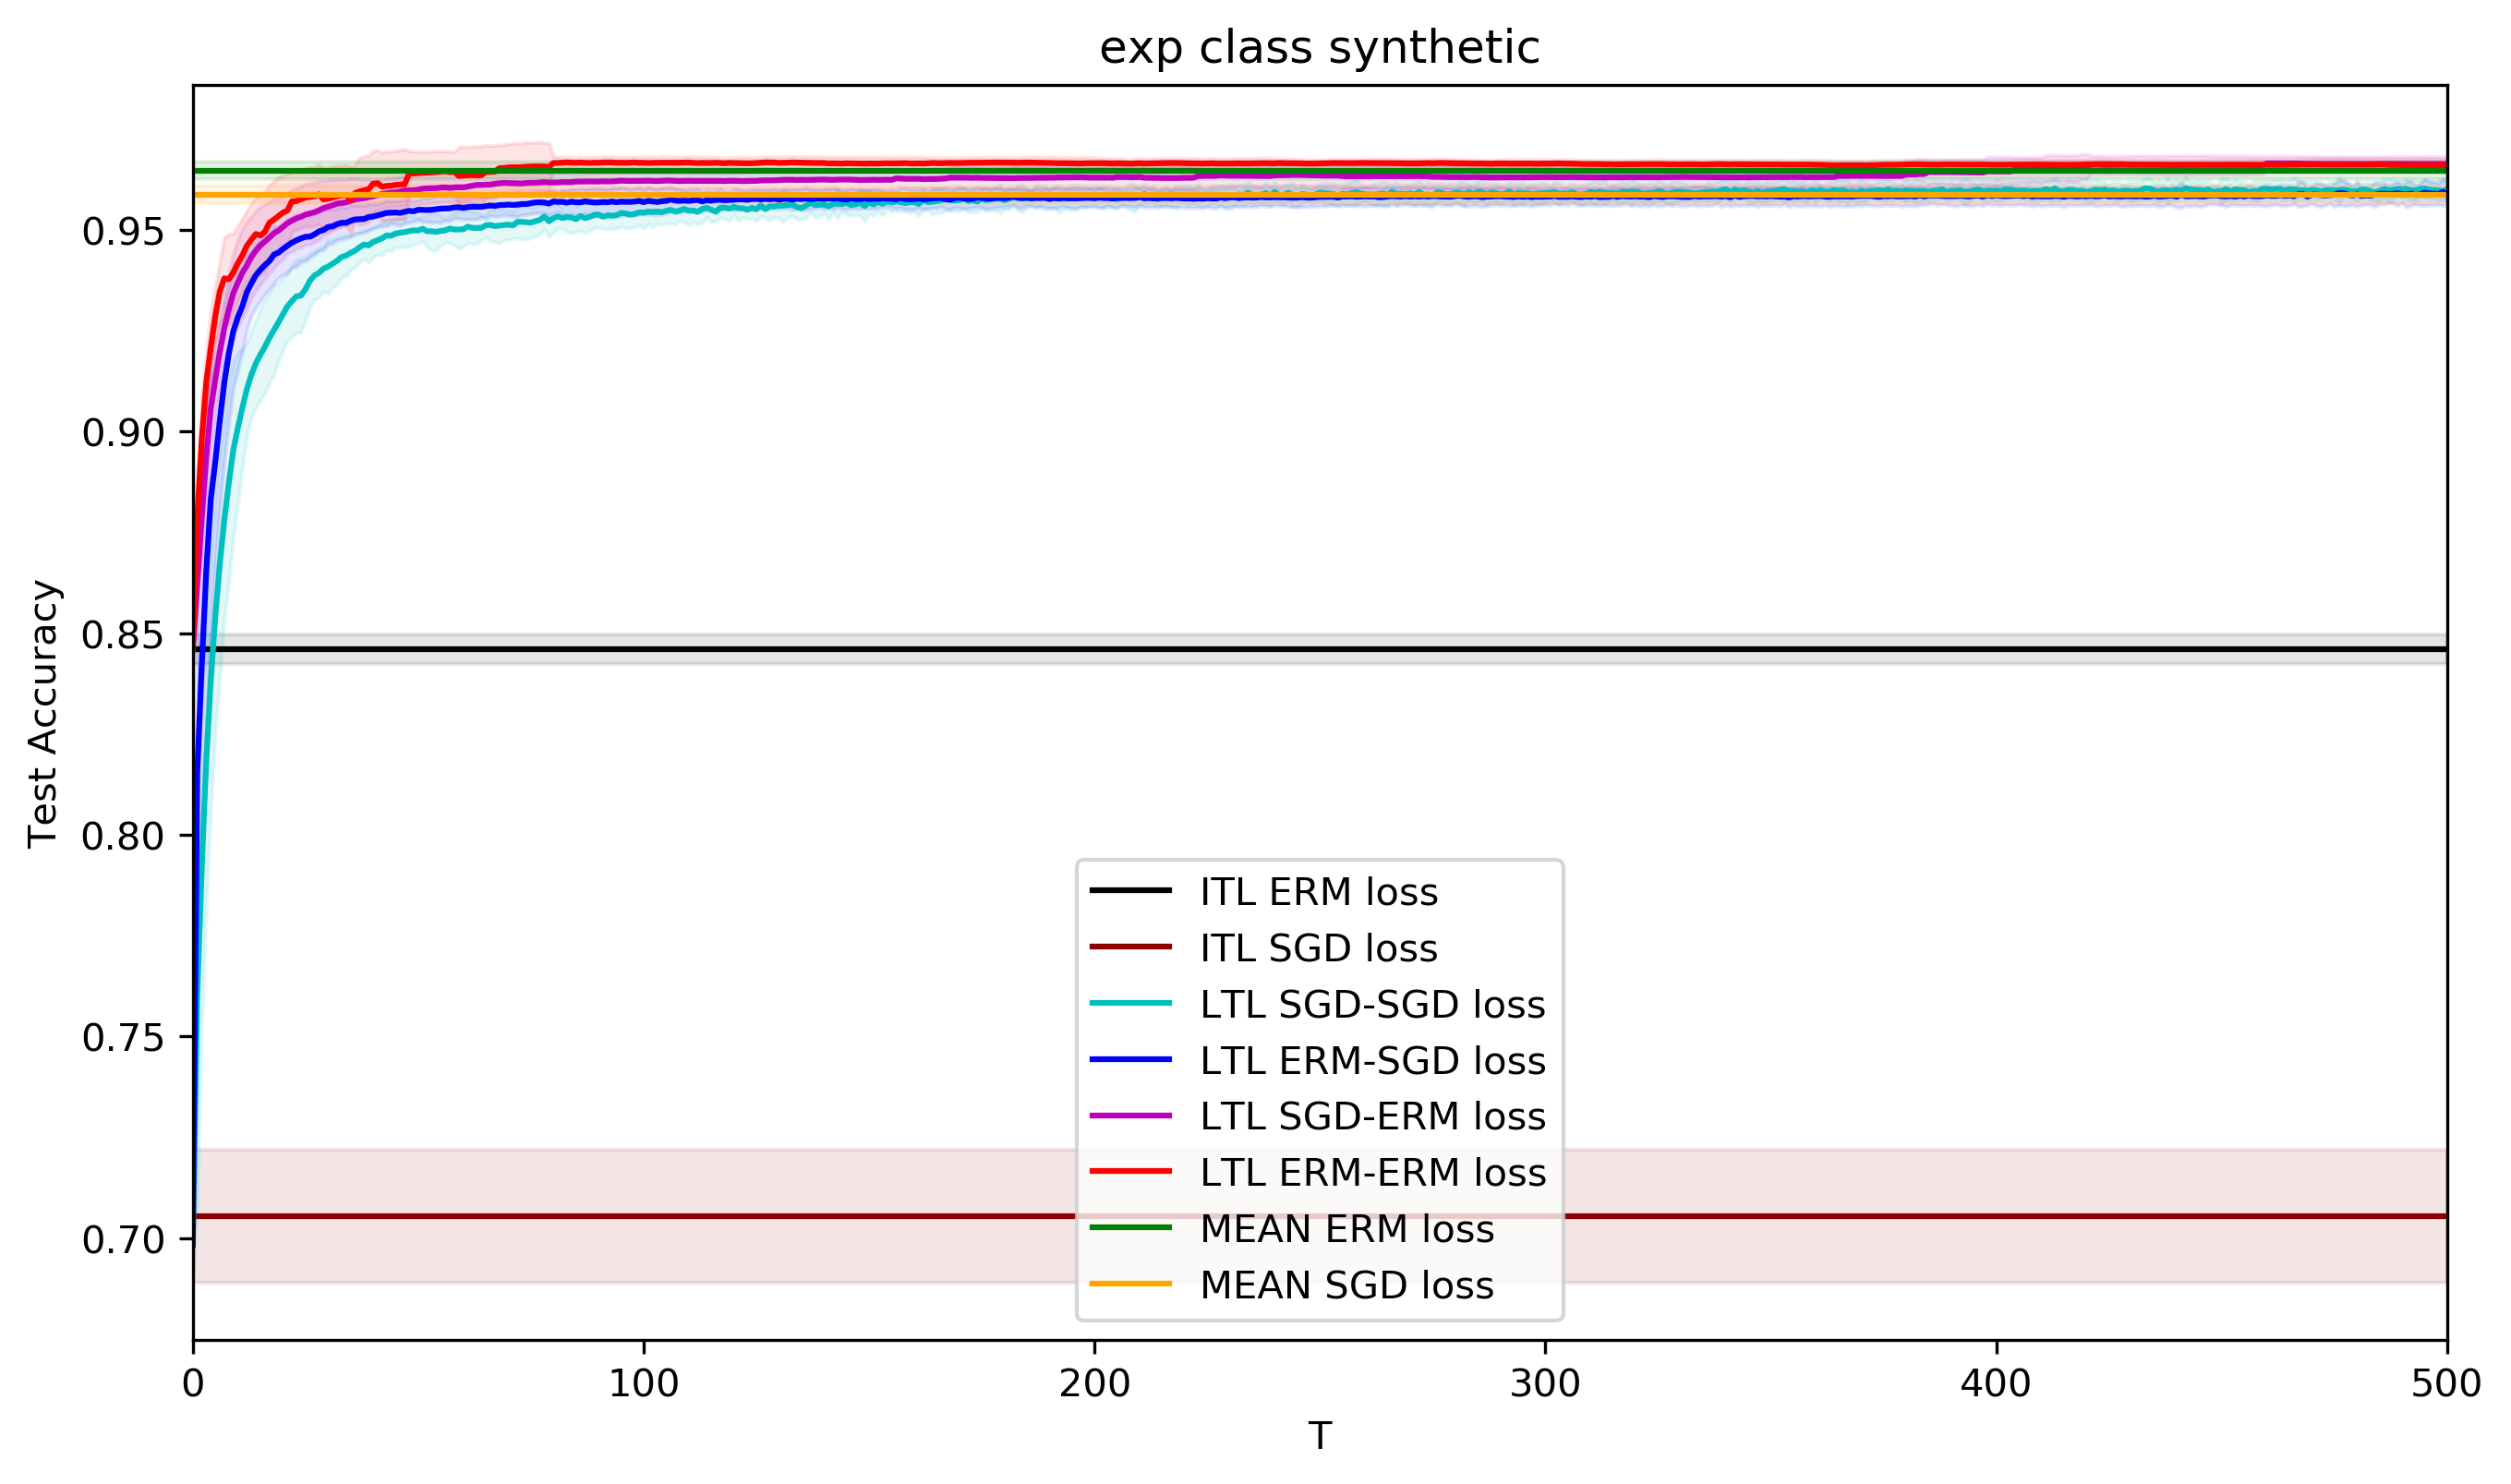 exp class synthetic
Test Accuracy
0.95
0.90
0.85
0.80
0.75
0.70
ITL ERM loss
ITL SGD loss
LTL SGD-SGD loss
LTL ERM-SGD loss
LTL SGD-ERM loss
LTL ERM-ERM loss
MEAN ERM loss
MEAN SGD loss
0 100 200 300 400 500
T